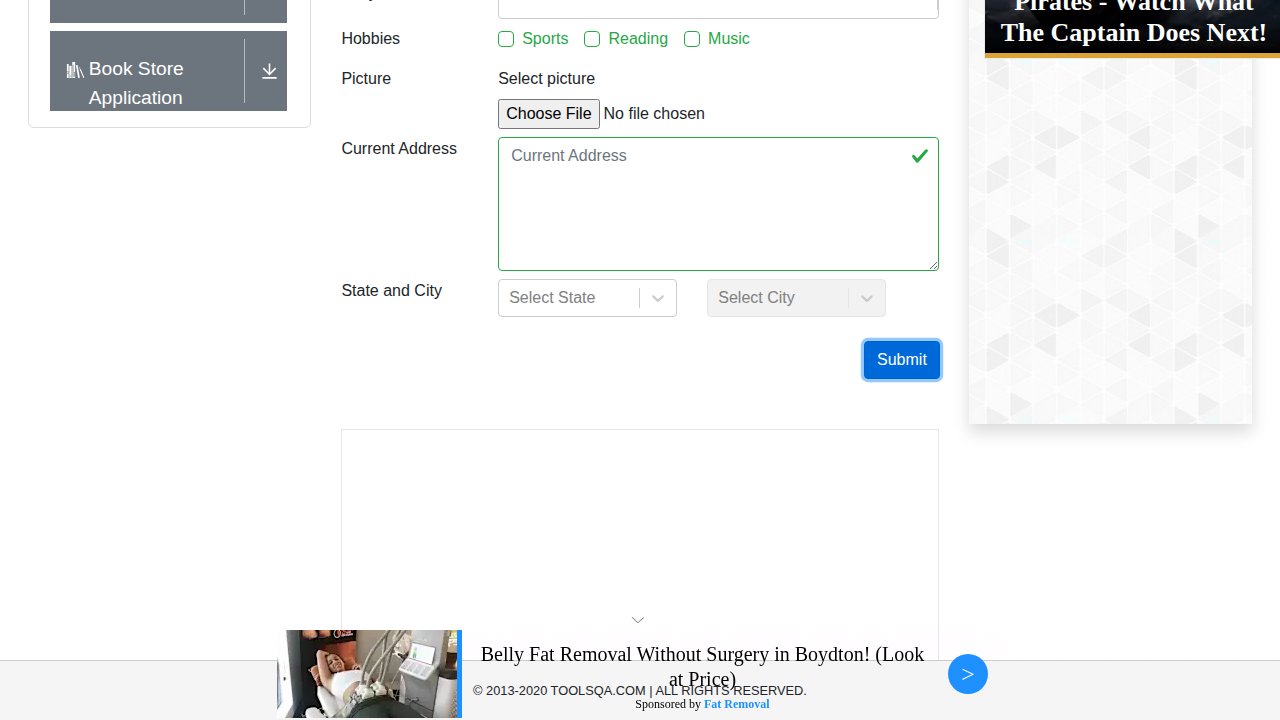 Pirates - Watch What
The Captain Does Next!
Book Store
Application
Hobbies
Sports
Reading
Music
Picture
Select picture
Choose File No file chosen
Current Address
Current Address
State and City
Select State
Select City
Submit
Belly Fat Removal Without Surgery in Boydton! (Look
at Price)
>
© 2013-2020 TOOLSQA.COM | ALL RIGHTS RESERVED.
Sponsored by Fat Removal